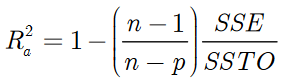 R_a^2 = 1 - \left( \frac{n-1}{n-p} \right) \frac{SSE}{SSTO}